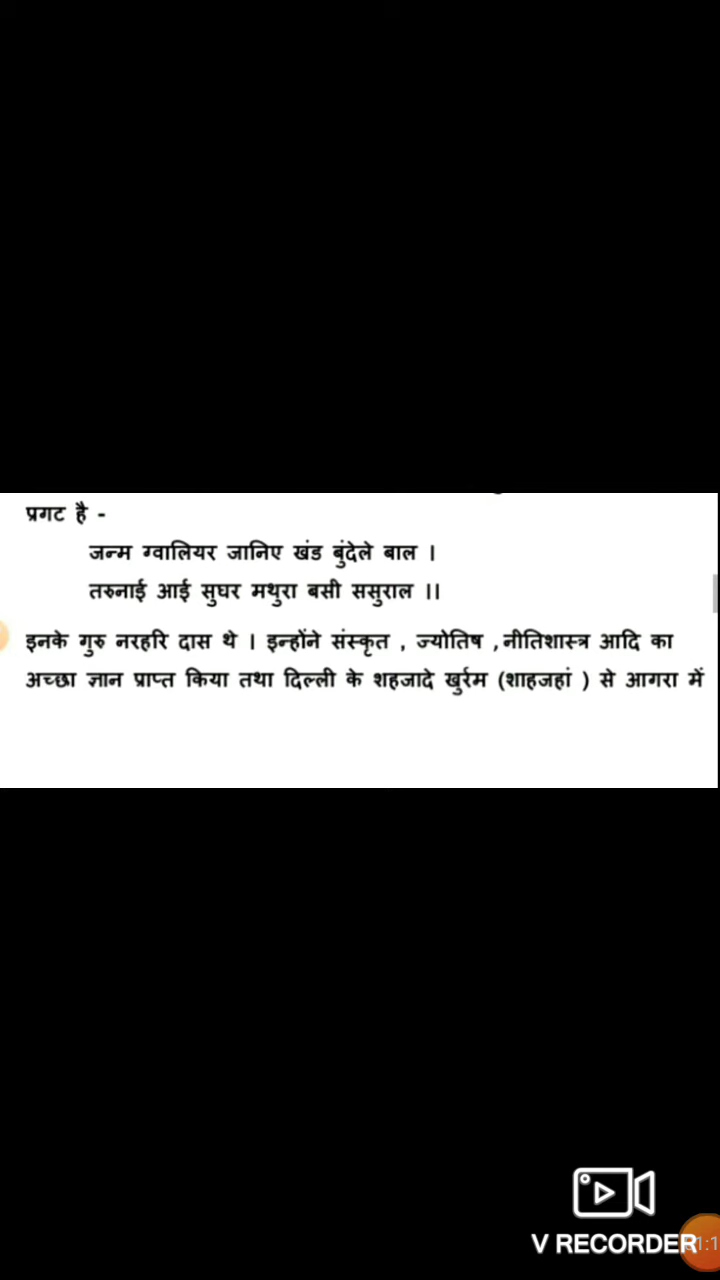 प्रगट है -
जन्म ग्वालियर जानिए खंड बुंदेले बाल ।
तरुनाई आई सुघर मथुरा बसी ससुराल ।।
इनके गुरु नरहरि दास थे । इन्होंने संस्कृत , ज्योतिष ,नीतिशास्त्र आदि का
अच्छा ज्ञान प्राप्त किया तथा दिल्ली के शहजादे खुर्रम (शाहजहां ) से आगरा में
V RECORDER